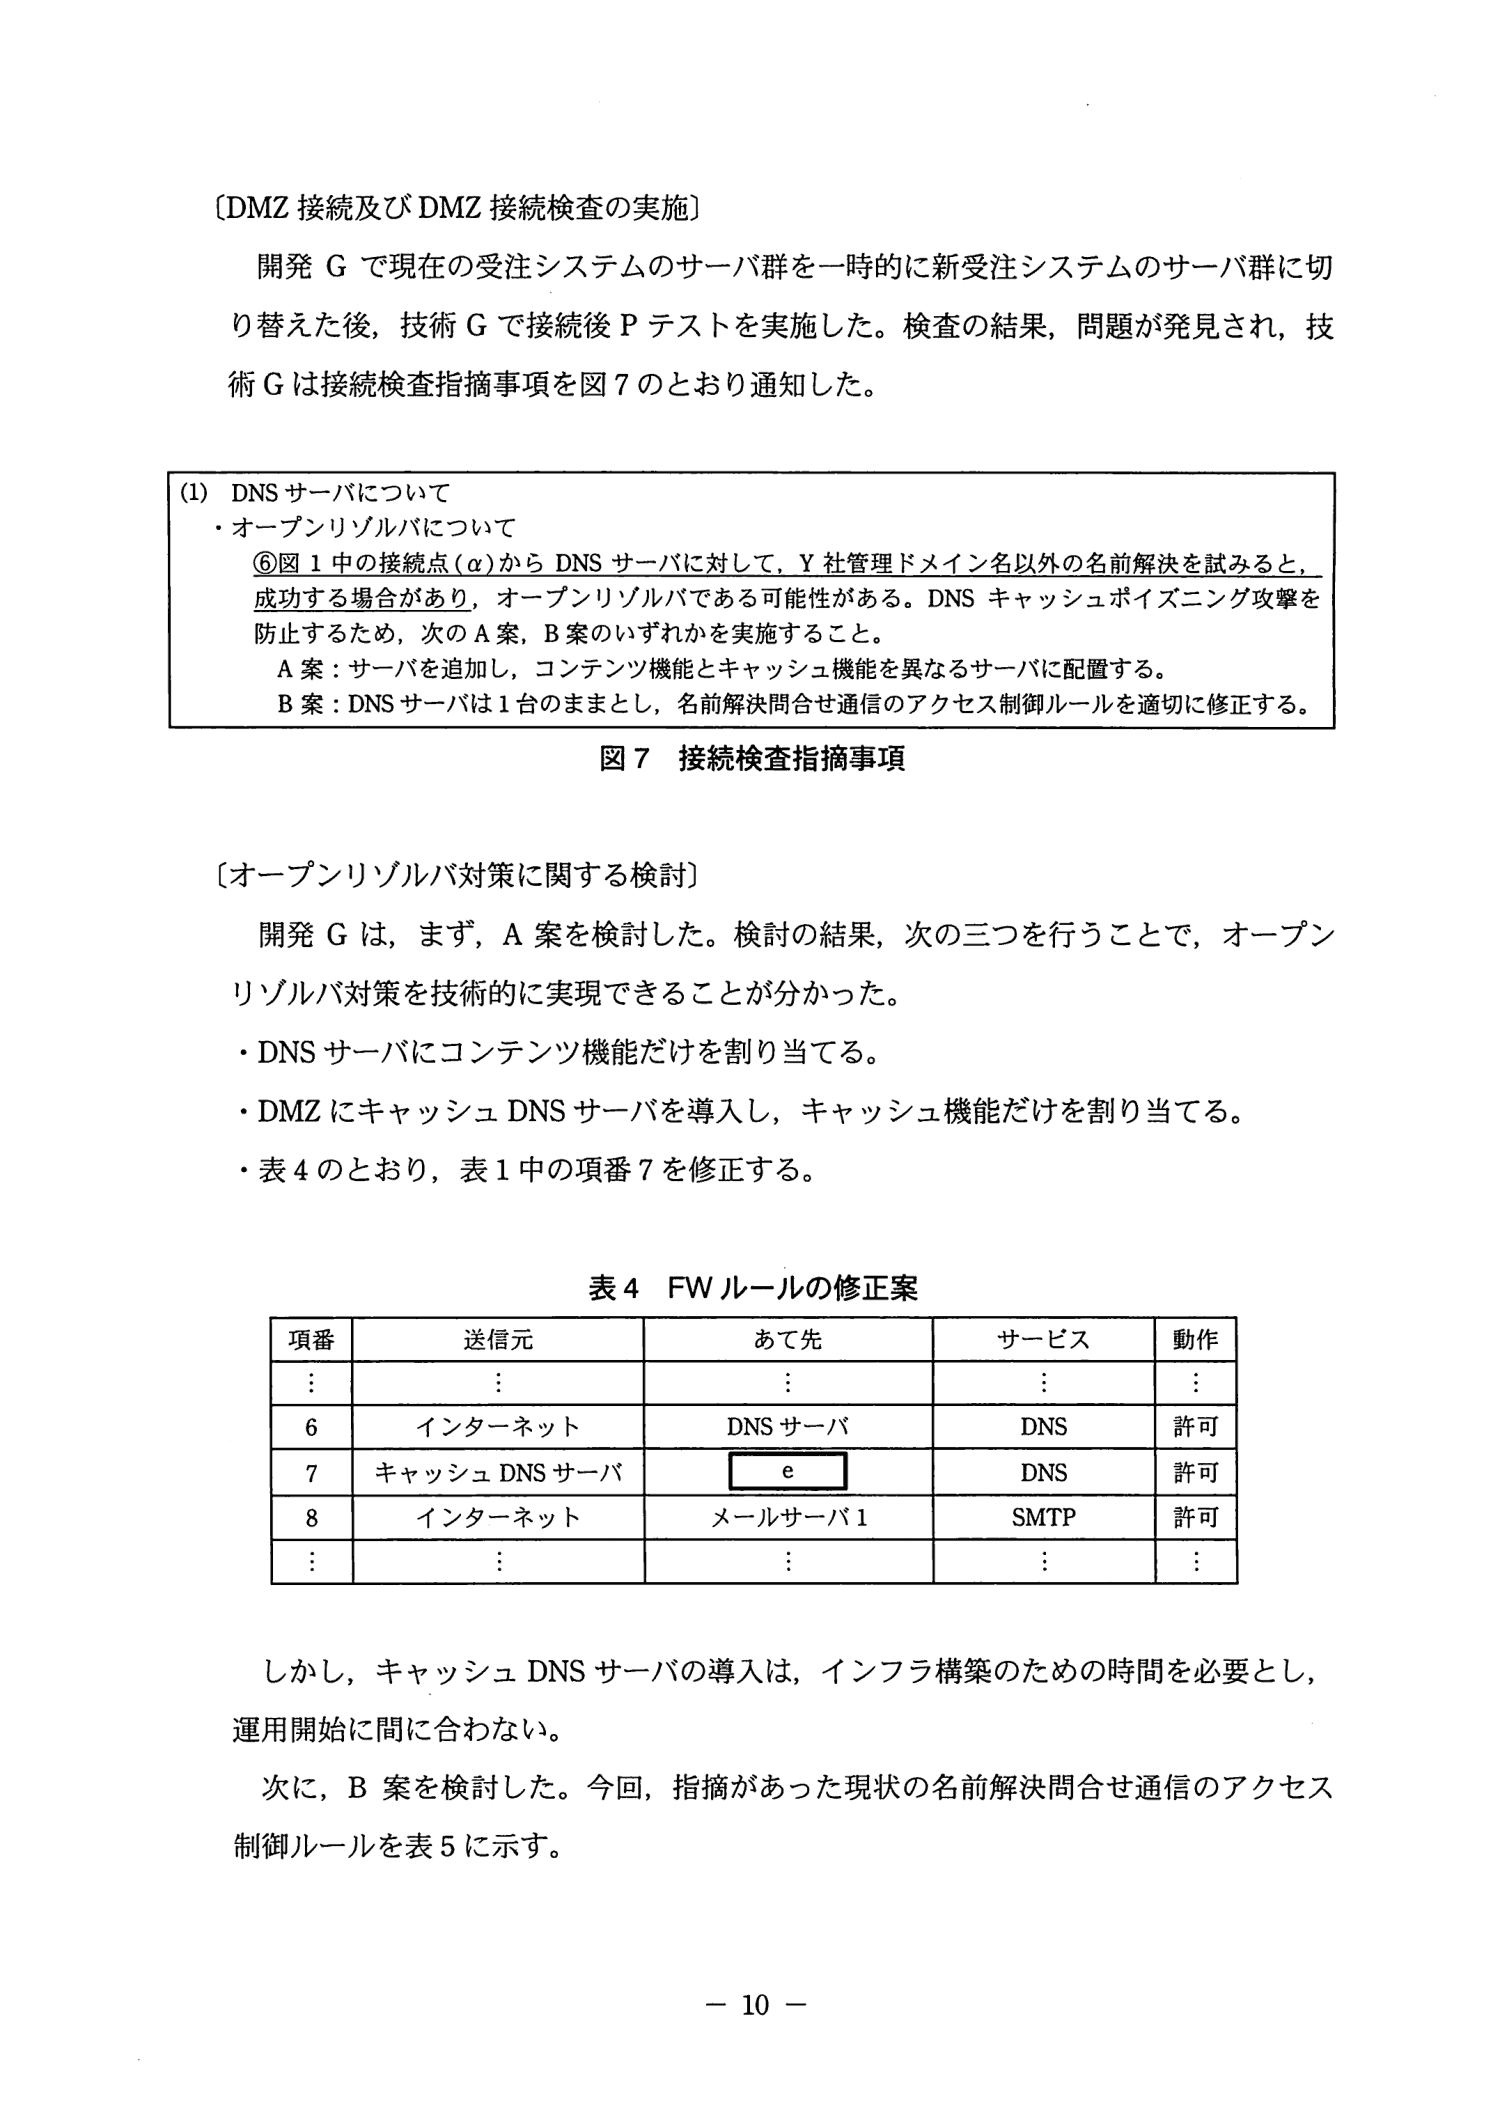 〔DMZ 接続及び DMZ 接続検査の実施〕
開発 G で現在の受注システムのサーバ群を一時的に新受注システムのサーバ群に切
り替えた後，技術 G で接続後 P テストを実施した。検査の結果，問題が発見され，技
術 G は接続検査指摘事項を図 7 のとおり通知した。
(1) DNS サーバについて
・オープンリゾルバについて
⑥図 1 中の接続点(α)から DNS サーバに対して，Y 社管理ドメイン名以外の名前解決を試みると，
成功する場合があり，オープンリゾルバである可能性がある。DNS キャッシュポイズニング攻撃を
防止するため，次の A 案，B 案のいずれかを実施すること。
A 案：サーバを追加し，コンテンツ機能とキャッシュ機能を異なるサーバに配置する。
B 案：DNS サーバは 1 台のままとし，名前解決問合せ通信のアクセス制御ルールを適切に修正する。
図 7 接続検査指摘事項
〔オープンリゾルバ対策に関する検討〕
開発 G は，まず，A 案を検討した。検討の結果，次の三つを行うことで，オープン
リゾルバ対策を技術的に実現できることが分かった。
・DNS サーバにコンテンツ機能だけを割り当てる。
・DMZ にキャッシュ DNS サーバを導入し，キャッシュ機能だけを割り当てる。
・表 4 のとおり，表 1 中の項番 7 を修正する。
表 4 FW ルールの修正案
項番 送信元 あて先 サービス 動作
⋮ ⋮ ⋮ ⋮ ⋮
6 インターネット DNS サーバ DNS 許可
7 キャッシュ DNS サーバ e DNS 許可
8 インターネット メールサーバ 1 SMTP 許可
⋮ ⋮ ⋮ ⋮ ⋮
しかし，キャッシュ DNS サーバの導入は，インフラ構築のための時間を必要とし，
運用開始に間に合わない。
次に，B 案を検討した。今回，指摘があった現状の名前解決問合せ通信のアクセス
制御ルールを表 5 に示す。
－ 10 －